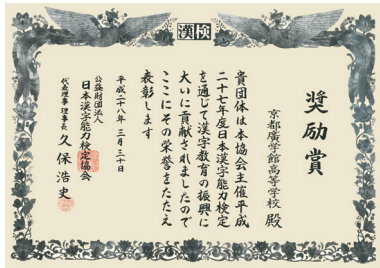 漢検
奨励賞
京都廣学館高等学校 殿
貴団体は本協会主催平成
二十七年度日本漢字能力検定
を通じて漢字教育の振興に
大いに貢献されましたので
ここにその栄誉をたたえ
表彰します
平成二十八年 三月 三十日
公益財団法人
日本漢字能力検定協会
代表理事 理事長 久保浩史